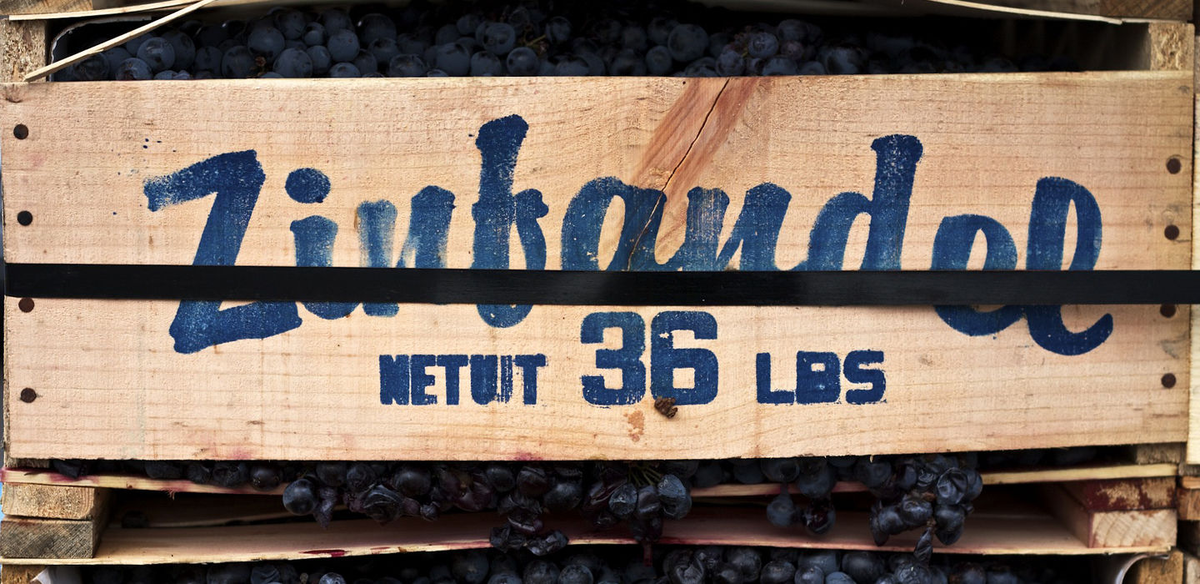 Zinfandel
NET WT 36 LBS